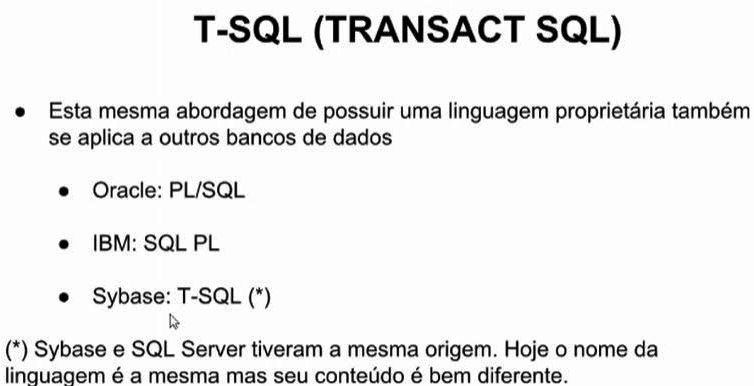 T-SQL (TRANSACT SQL)
● Esta mesma abordagem de possuir uma linguagem proprietária também
se aplica a outros bancos de dados
● Oracle: PL/SQL
● IBM: SQL PL
● Sybase: T-SQL (*)
(*) Sybase e SQL Server tiveram a mesma origem. Hoje o nome da
linguagem é a mesma mas seu conteúdo é bem diferente.